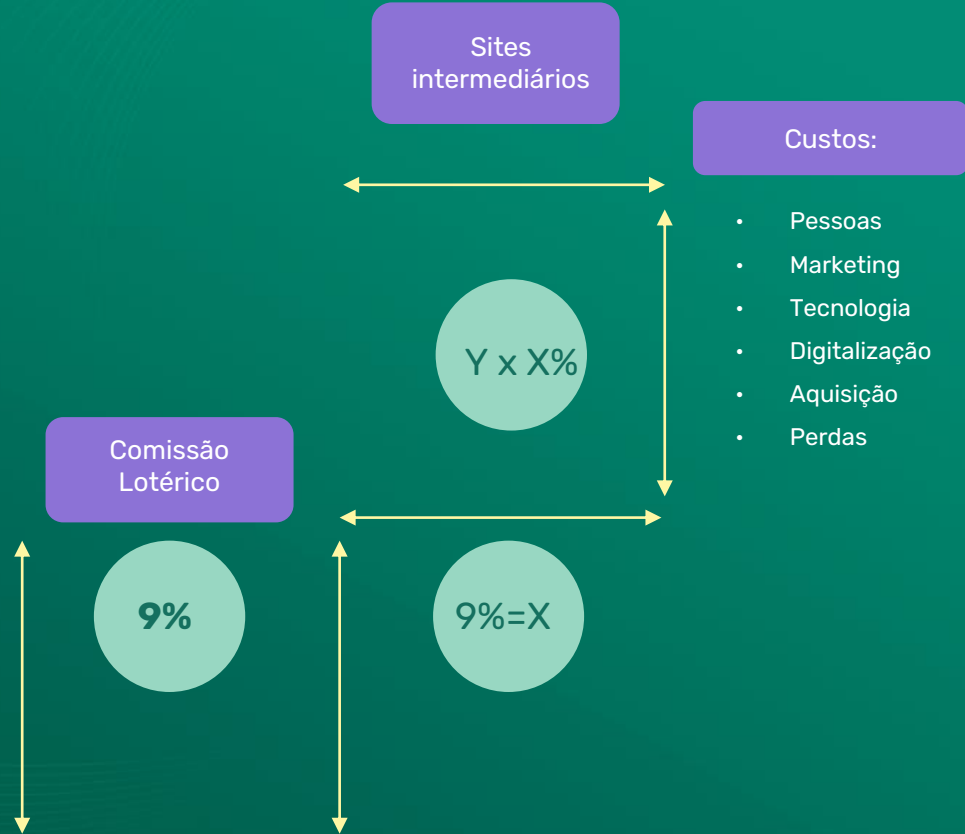 Sites
intermediários
Custos:
• Pessoas
• Marketing
• Tecnologia
• Digitalização
• Aquisição
• Perdas
Y x X%
Comissão
Lotérico
9%
9%=X